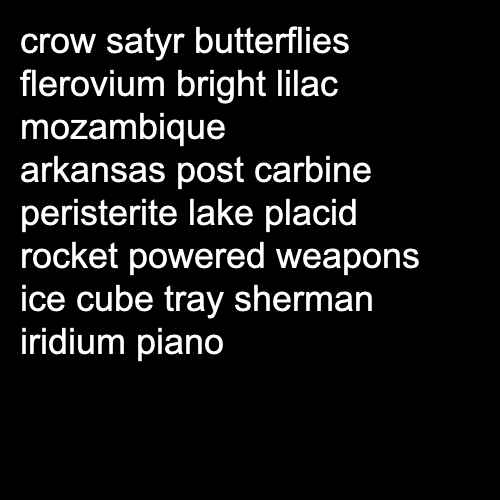 crow satyr butterflies
flerovium bright lilac
mozambique
arkansas post carbine
peristerite lake placid
rocket powered weapons
ice cube tray sherman
iridium piano